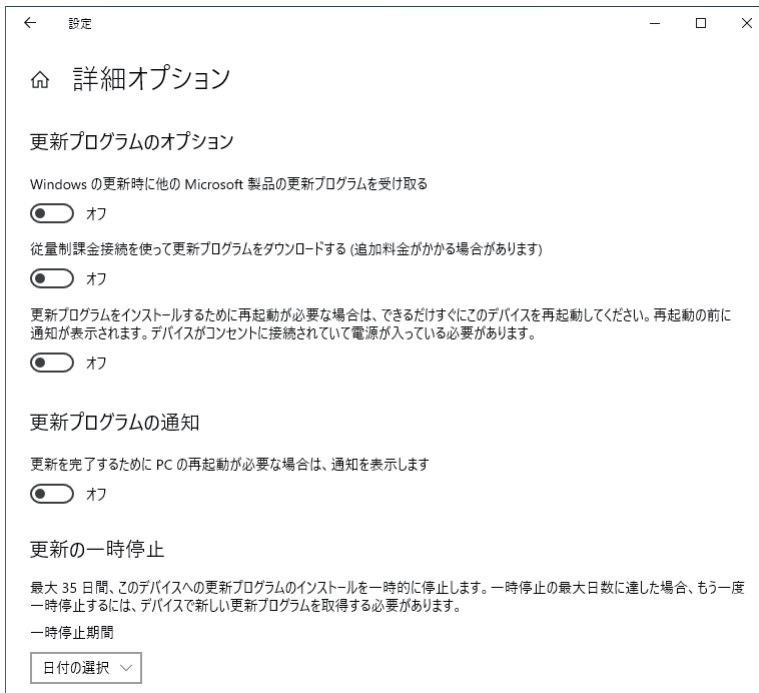 設定
詳細オプション
更新プログラムのオプション
Windows の更新時に他の Microsoft 製品の更新プログラムを受け取る
オフ
従量制課金接続を使って更新プログラムをダウンロードする (追加料金がかかる場合があります)
オフ
更新プログラムをインストールするために再起動が必要な場合は、できるだけすぐにこのデバイスを再起動してください。再起動の前に
通知が表示されます。デバイスがコンセントに接続されていて電源が入っている必要があります。
オフ
更新プログラムの通知
更新を完了するために PC の再起動が必要な場合は、通知を表示します
オフ
更新の一時停止
最大 35 日間、このデバイスへの更新プログラムのインストールを一時的に停止します。一時停止の最大日数に達した場合、もう一度
一時停止するには、デバイスで新しい更新プログラムを取得する必要があります。
一時停止期間
日付の選択